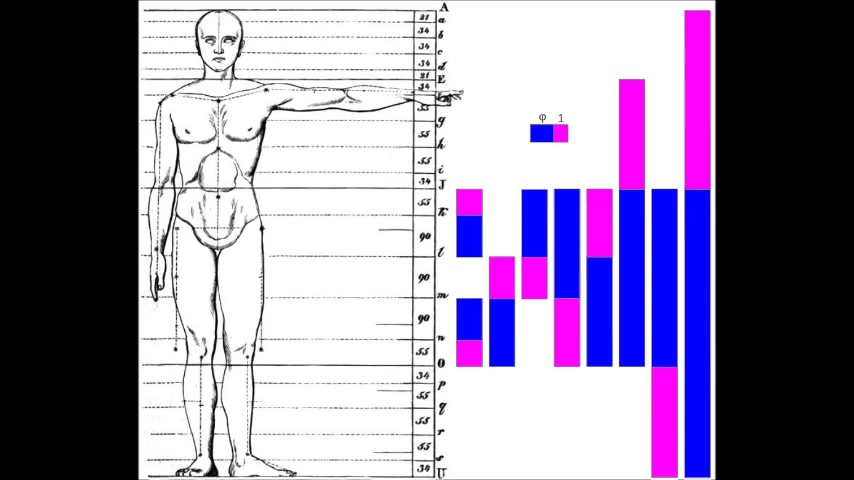 A
21 a
34 b
34 c
34 d
21 E
34
55
g
55 h
55 i
34 J
55 k
90 l
90 m
90 n
55 O
34 p
55 q
55 r
55 s
34 U
φ 1